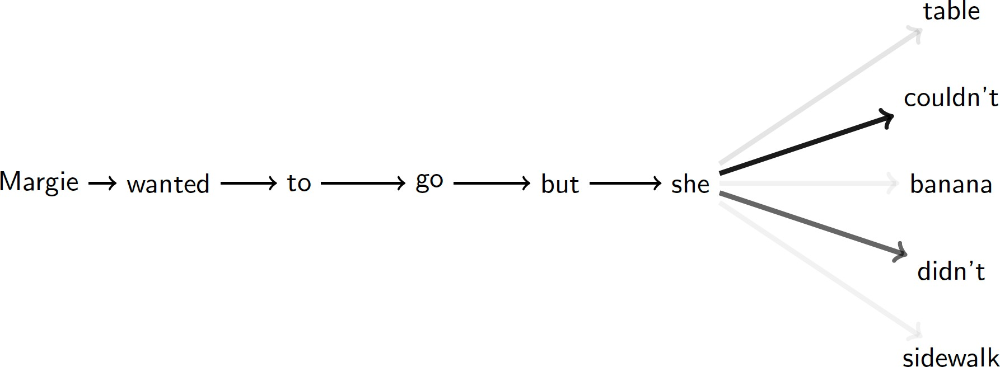 table
couldn't
Margie wanted to go but she banana
didn't
sidewalk